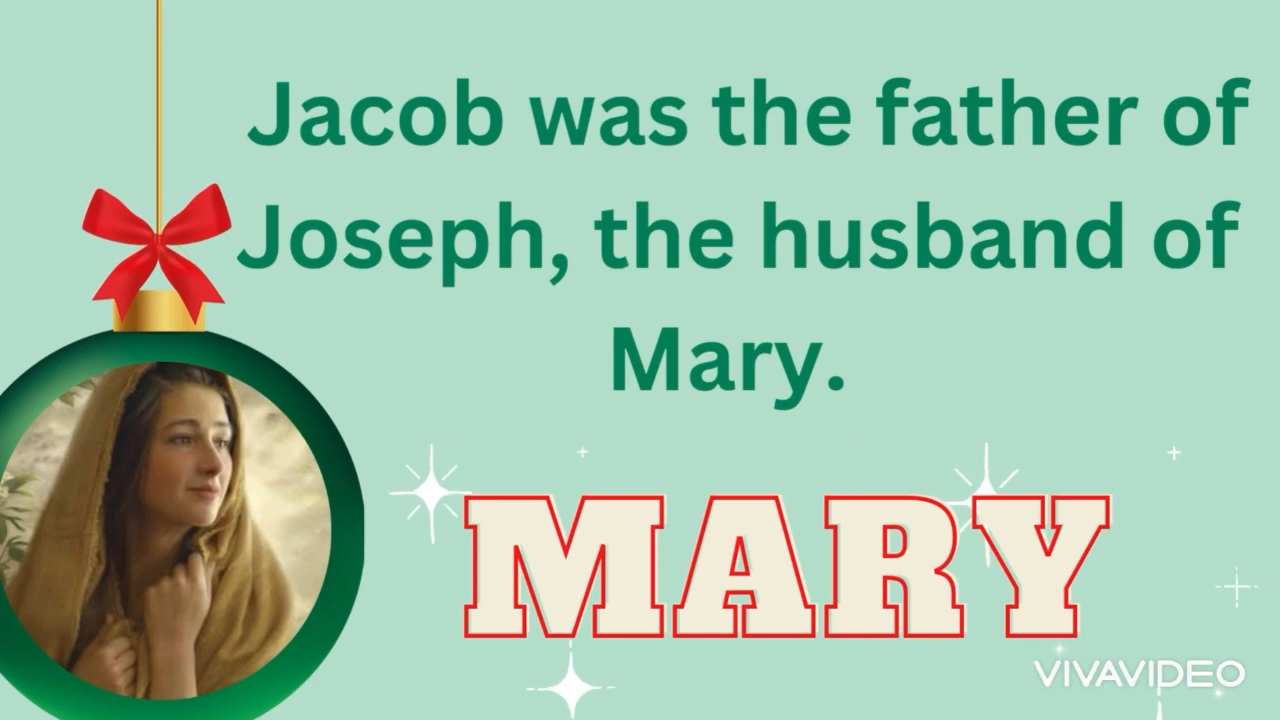 Jacob was the father of
Joseph, the husband of
Mary.
MARY
VIVAVIDEO